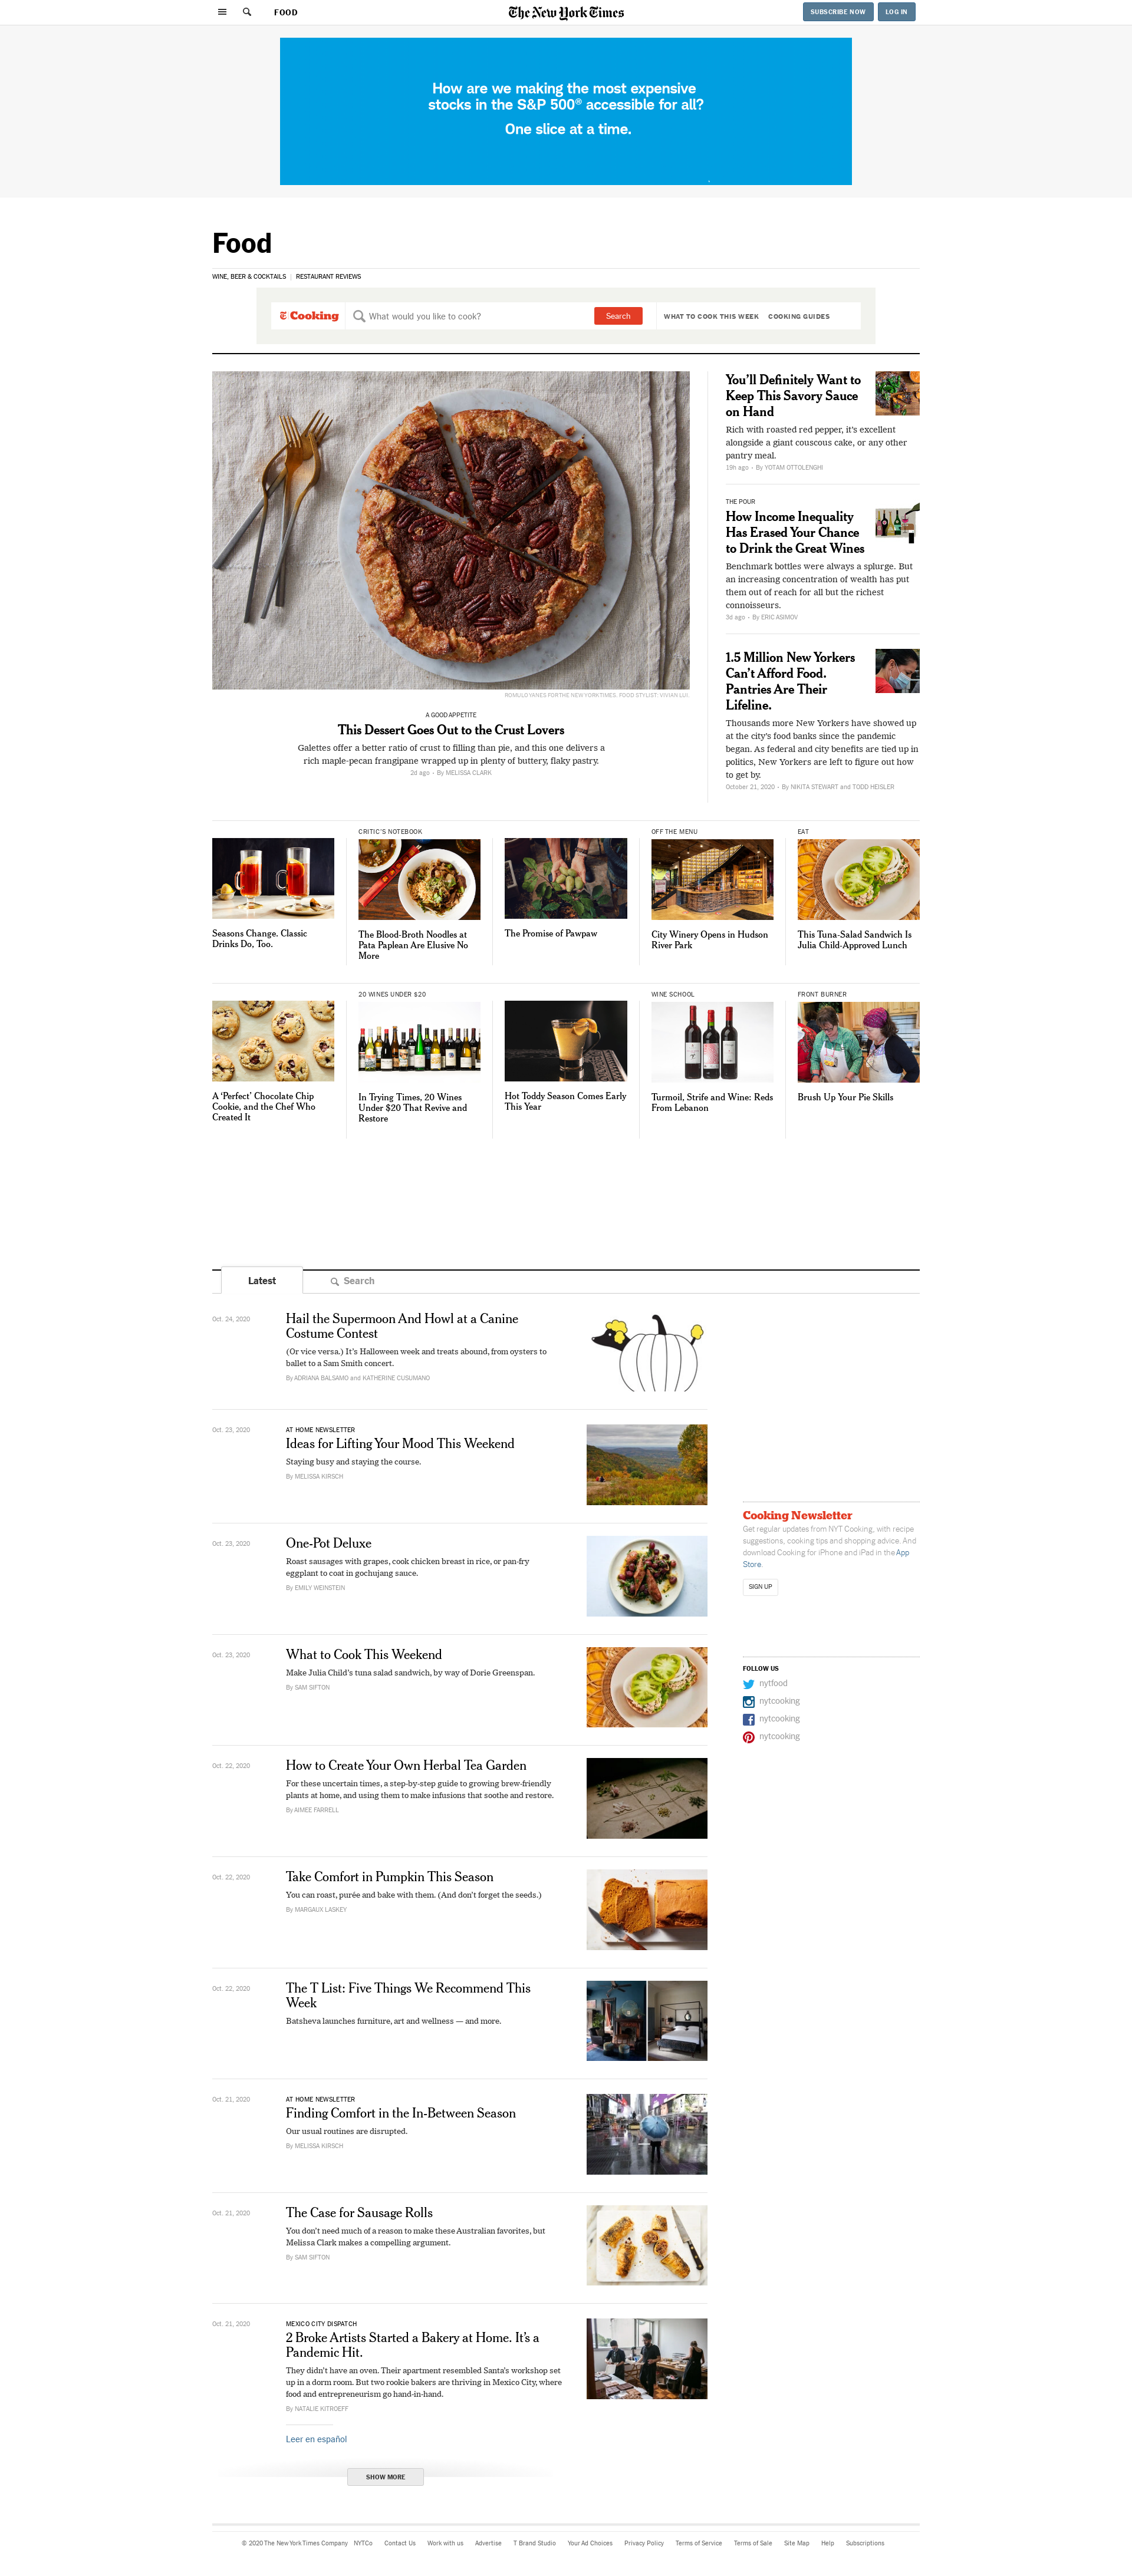 FOOD
The New York Times
SUBSCRIBE NOW
LOG IN
How are we making the most expensive
stocks in the S&P 500® accessible for all?
One slice at a time.
Food
WINE, BEER & COCKTAILS | RESTAURANT REVIEWS
T Cooking
What would you like to cook?
Search
WHAT TO COOK THIS WEEK
COOKING GUIDES
ROMULO YANES FOR THE NEW YORK TIMES. FOOD STYLIST: VIVIAN LUI.
A GOOD APPETITE
This Dessert Goes Out to the Crust Lovers
Galettes offer a better ratio of crust to filling than pie, and this one delivers a
rich maple-pecan frangipane wrapped up in plenty of buttery, flaky pastry.
2d ago • By MELISSA CLARK
You’ll Definitely Want to
Keep This Savory Sauce
on Hand
Rich with roasted red pepper, it’s excellent
alongside a giant couscous cake, or any other
pantry meal.
19h ago • By YOTAM OTTOLENGHI
THE POUR
How Income Inequality
Has Erased Your Chance
to Drink the Great Wines
Benchmark bottles were always a splurge. But
an increasing concentration of wealth has put
them out of reach for all but the richest
connoisseurs.
3d ago • By ERIC ASIMOV
1.5 Million New Yorkers
Can’t Afford Food.
Pantries Are Their
Lifeline.
Thousands more New Yorkers have showed up
at the city’s food banks since the pandemic
began. As federal and city benefits are tied up in
politics, New Yorkers are left to figure out how
to get by.
October 21, 2020 • By NIKITA STEWART and TODD HEISLER
Seasons Change. Classic
Drinks Do, Too.
CRITIC’S NOTEBOOK
The Blood-Broth Noodles at
Pata Paplean Are Elusive No
More
The Promise of Pawpaw
OFF THE MENU
City Winery Opens in Hudson
River Park
EAT
This Tuna-Salad Sandwich Is
Julia Child-Approved Lunch
A ‘Perfect’ Chocolate Chip
Cookie, and the Chef Who
Created It
20 WINES UNDER $20
In Trying Times, 20 Wines
Under $20 That Revive and
Restore
Hot Toddy Season Comes Early
This Year
WINE SCHOOL
Turmoil, Strife and Wine: Reds
From Lebanon
FRONT BURNER
Brush Up Your Pie Skills
Latest
Search
Oct. 24, 2020
Hail the Supermoon And Howl at a Canine
Costume Contest
(Or vice versa.) It’s Halloween week and treats abound, from oysters to
ballet to a Sam Smith concert.
By ADRIANA BALSAMO and KATHERINE CUSUMANO
Oct. 23, 2020
AT HOME NEWSLETTER
Ideas for Lifting Your Mood This Weekend
Staying busy and staying the course.
By MELISSA KIRSCH
Oct. 23, 2020
One-Pot Deluxe
Roast sausages with grapes, cook chicken breast in rice, or pan-fry
eggplant to coat in gochujang sauce.
By EMILY WEINSTEIN
Oct. 23, 2020
What to Cook This Weekend
Make Julia Child’s tuna salad sandwich, by way of Dorie Greenspan.
By SAM SIFTON
Oct. 22, 2020
How to Create Your Own Herbal Tea Garden
For these uncertain times, a step-by-step guide to growing brew-friendly
plants at home, and using them to make infusions that soothe and restore.
By AIMEE FARRELL
Oct. 22, 2020
Take Comfort in Pumpkin This Season
You can roast, purée and bake with them. (And don’t forget the seeds.)
By MARGAUX LASKEY
Oct. 22, 2020
The T List: Five Things We Recommend This
Week
Batsheva launches furniture, art and wellness — and more.
Oct. 21, 2020
AT HOME NEWSLETTER
Finding Comfort in the In-Between Season
Our usual routines are disrupted.
By MELISSA KIRSCH
Oct. 21, 2020
The Case for Sausage Rolls
You don’t need much of a reason to make these Australian favorites, but
Melissa Clark makes a compelling argument.
By SAM SIFTON
Oct. 21, 2020
MEXICO CITY DISPATCH
2 Broke Artists Started a Bakery at Home. It’s a
Pandemic Hit.
They didn’t have an oven. Their apartment resembled Santa’s workshop set
up in a dorm room. But two rookie bakers are thriving in Mexico City, where
food and entrepreneurism go hand-in-hand.
By NATALIE KITROEFF
Leer en español
SHOW MORE
Cooking Newsletter
Get regular updates from NYT Cooking, with recipe
suggestions, cooking tips and shopping advice. And
download Cooking for iPhone and iPad in the App
Store.
SIGN UP
FOLLOW US
nytfood
nytcooking
nytcooking
nytcooking
© 2020 The New York Times Company NYTCo Contact Us Work with us Advertise T Brand Studio Your Ad Choices Privacy Policy Terms of Service Terms of Sale Site Map Help Subscriptions